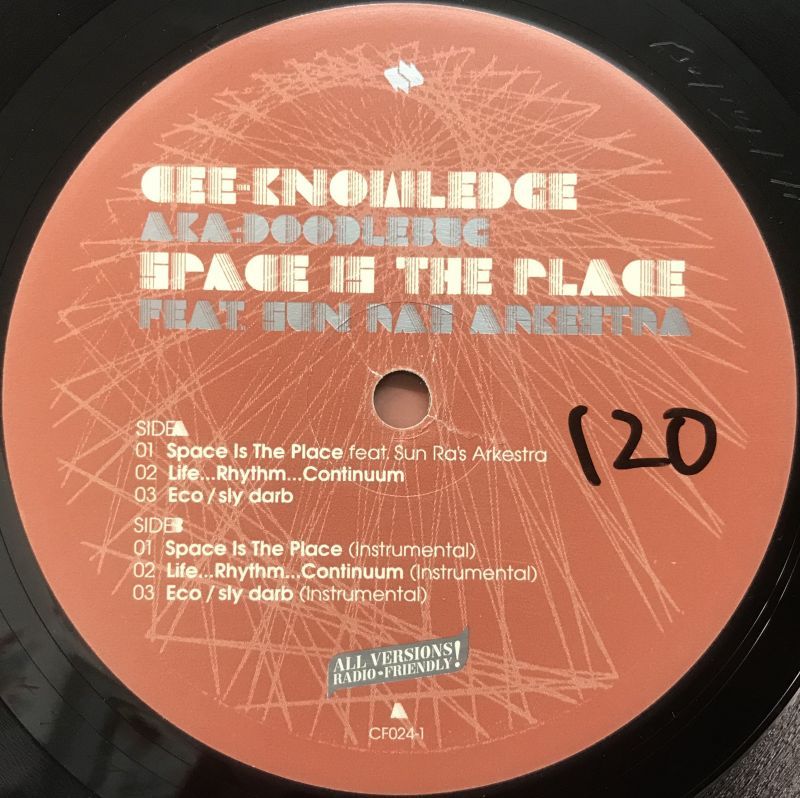 CEE-KNOWLEDGE
AKA:DOODLEBUG
SPACE IS THE PLACE
FEAT. SUN RA'S ARKESTRA
SIDE A
01 Space Is The Place feat. Sun Ra's Arkestra
02 Life...Rhythm...Continuum
03 Eco / sly darb
120
SIDE B
01 Space Is The Place (Instrumental)
02 Life...Rhythm...Continuum (Instrumental)
03 Eco / sly darb (Instrumental)
ALL VERSIONS
RADIO•FRIENDLY!
A
CF024-1